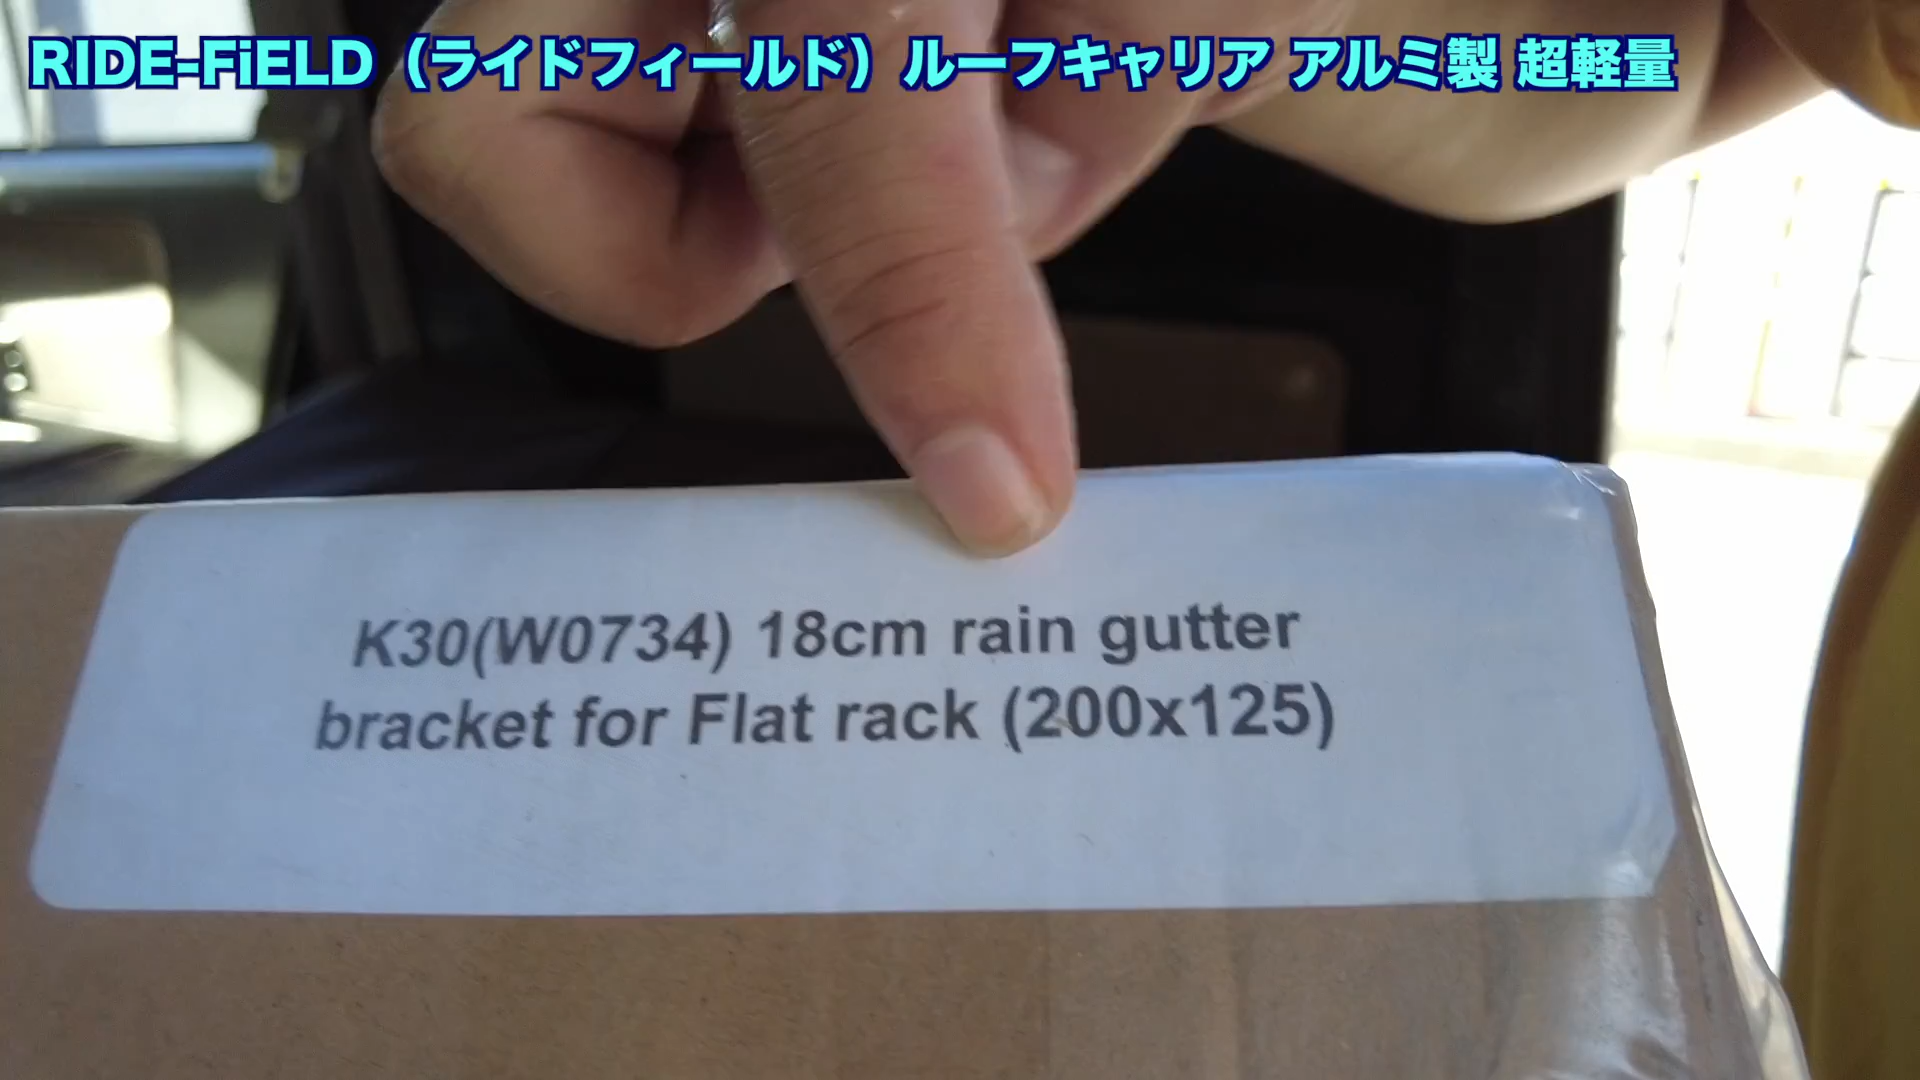 RIDE-FiELD（ライドフィールド）ルーフキャリア アルミ製 超軽量
K30(W0734) 18cm rain gutter
bracket for Flat rack (200x125)